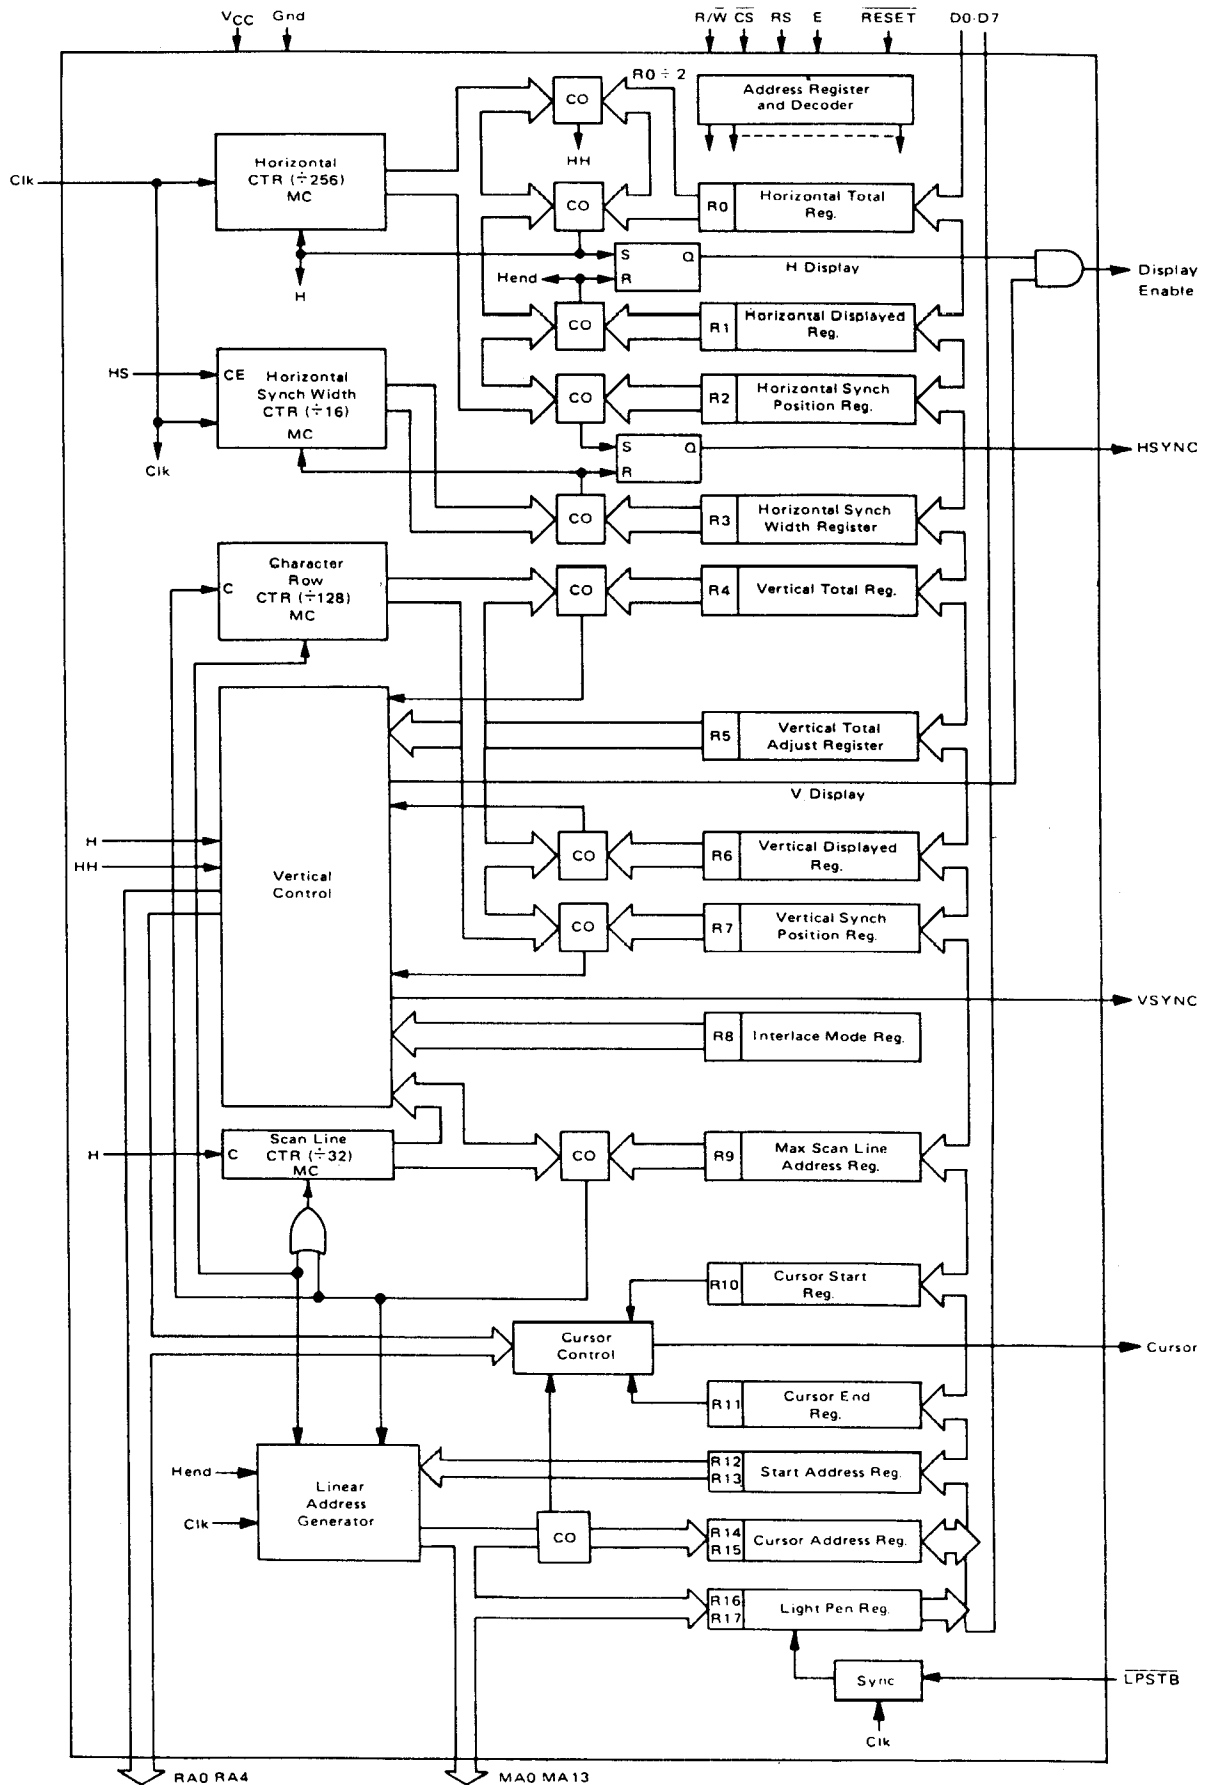 VCC Gnd R/W CS RS E RESET D0-D7
R0 ÷ 2
CO
Address Register
and Decoder
HH
Clk
Horizontal
CTR (÷256)
MC
CO
R0 Horizontal Total
Reg.
H
S Q
R
H Display
Hend
Display
Enable
CO
R1 Horizontal Displayed
Reg.
HS
CE Horizontal
Synch Width
CTR (÷16)
MC
CO
R2 Horizontal Synch
Position Reg.
Clk
S Q
R
HSYNC
CO
R3 Horizontal Synch
Width Register
C Character
Row
CTR (÷128)
MC
CO
R4 Vertical Total Reg.
R5 Vertical Total
Adjust Register
V Display
H
HH
Vertical
Control
CO
R6 Vertical Displayed
Reg.
CO
R7 Vertical Synch
Position Reg.
VSYNC
R8 Interlace Mode Reg.
H
C Scan Line
CTR (÷32)
MC
CO
R9 Max Scan Line
Address Reg.
R10 Cursor Start
Reg.
Cursor
Control
Cursor
R11 Cursor End
Reg.
Hend
Clk
Linear
Address
Generator
R12
R13 Start Address Reg.
CO
R14
R15 Cursor Address Reg.
R16
R17 Light Pen Reg.
Sync
LPSTB
Clk
RA0 RA4
MA0 MA13